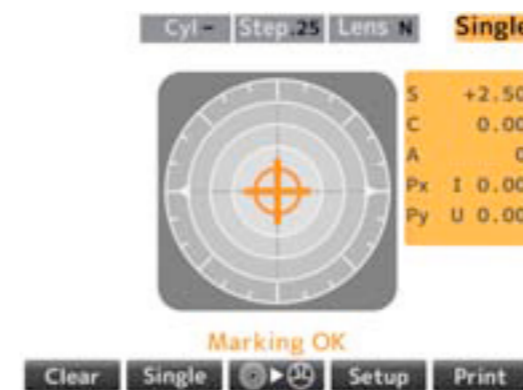 Cyl - Step .25 Lens N Single
S +2.50
C 0.00
A 0
Px I 0.00
Py U 0.00
Marking OK
Clear Single Setup Print